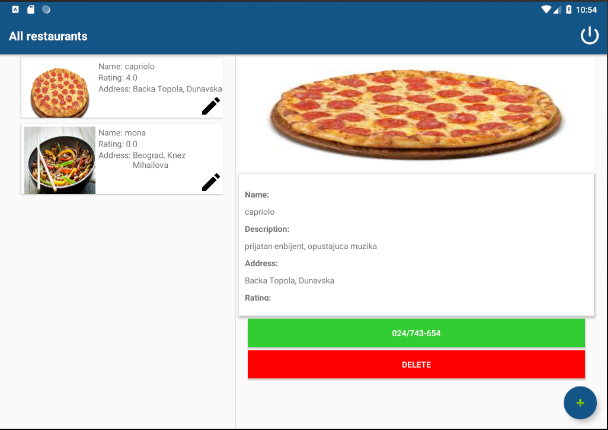 10:54
All restaurants
Name: capriolo
Rating: 4.0
Address: Backa Topola, Dunavska
Name: mona
Rating: 0.0
Address: Beograd, Knez
Mihailova
Name:
capriolo
Description:
prijatan enbijent, opustajuca muzika
Address:
Backa Topola, Dunavska
Rating:
024/743-654
DELETE
+